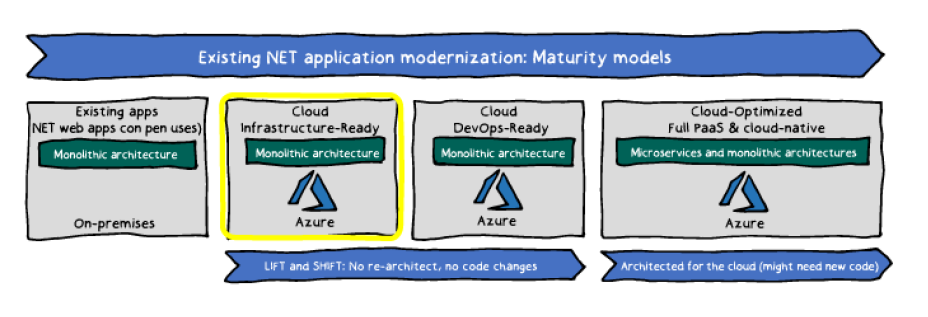 Existing NET application modernization: Maturity models
Existing apps
NET web apps con pen uses)
Monolithic architecture
On-premises
Cloud
Infrastructure-Ready
Monolithic architecture
Azure
Cloud
DevOps-Ready
Monolithic architecture
Azure
Cloud-Optimized
Full PaaS & cloud-native
Microservices and monolithic architectures
Azure
LIFT and SHIFT: No re-architect, no code changes
Architected for the cloud (might need new code)